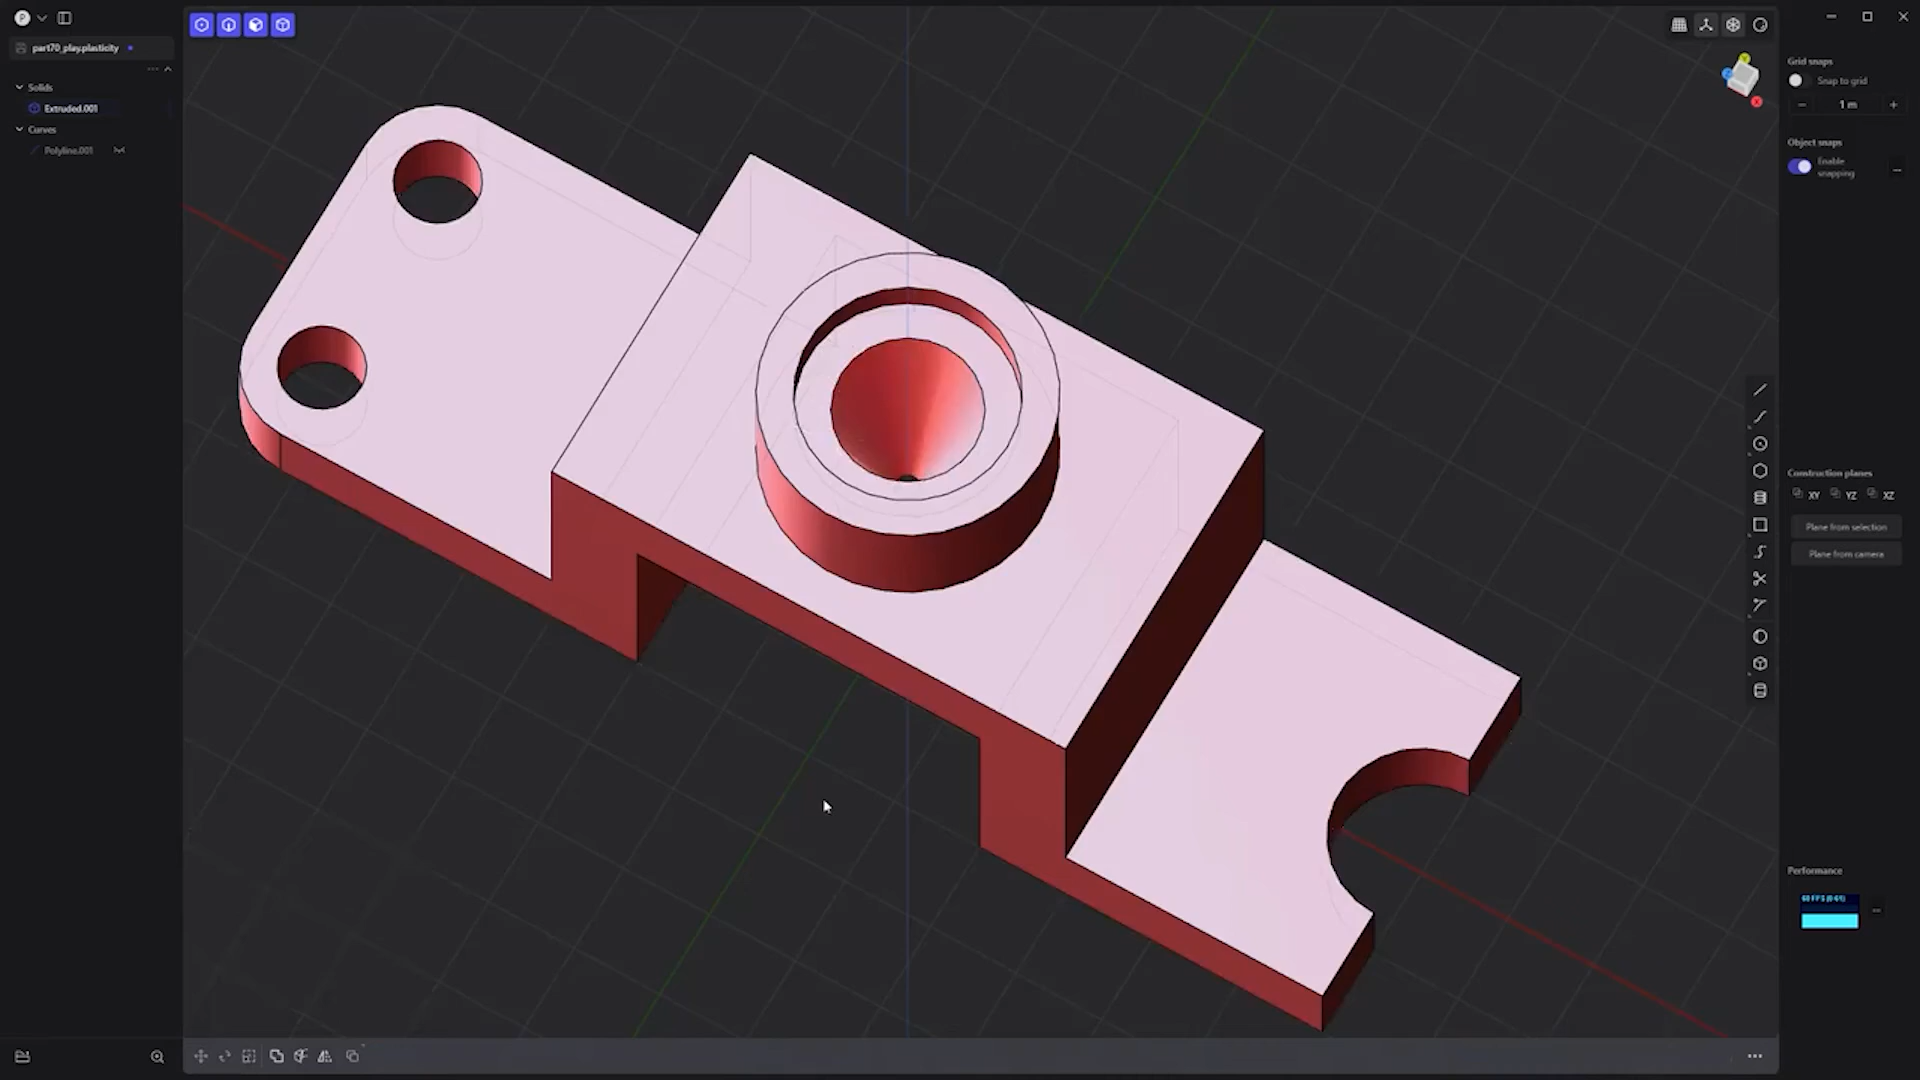 part70_play.plasticity
Solids
Extruded.001
Curves
Polyline.001
Grid snaps
Snap to grid
1 m
Object snaps
Enable
snapping
Construction planes
XY YZ XZ
Plane from selection
Plane from camera
Performance